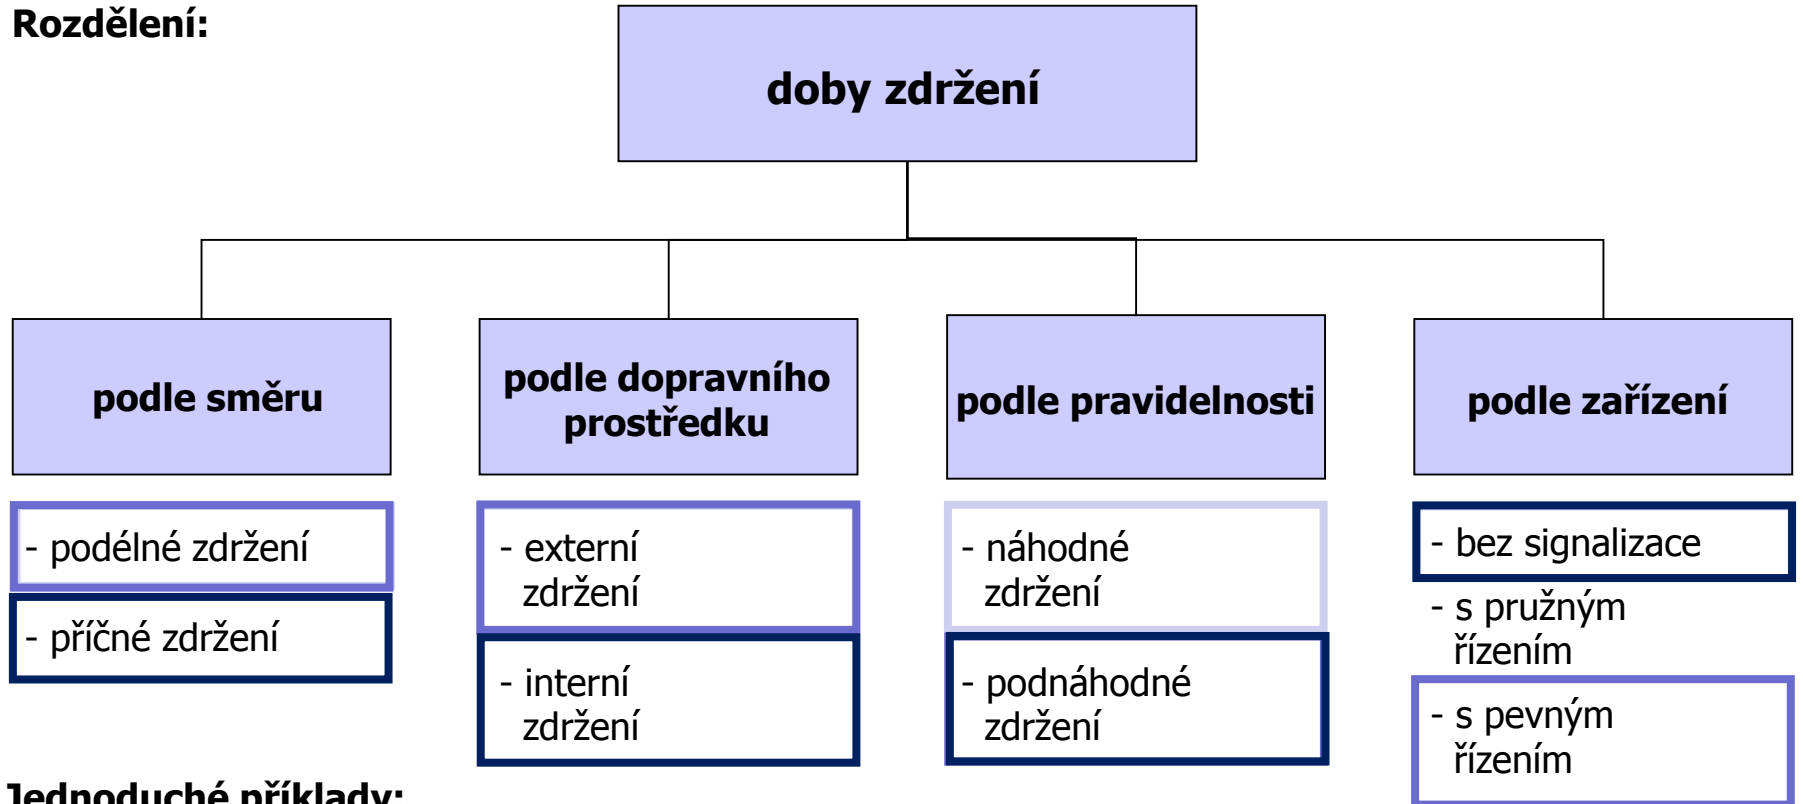 Rozdělení:
doby zdržení
podle směru
- podélné zdržení
- příčné zdržení
podle dopravního
prostředku
- externí
zdržení
- interní
zdržení
podle pravidelnosti
- náhodné
zdržení
- podnáhodné
zdržení
podle zařízení
- bez signalizace
- s pružným
řízením
- s pevným
řízením
Jednoduché příklady: